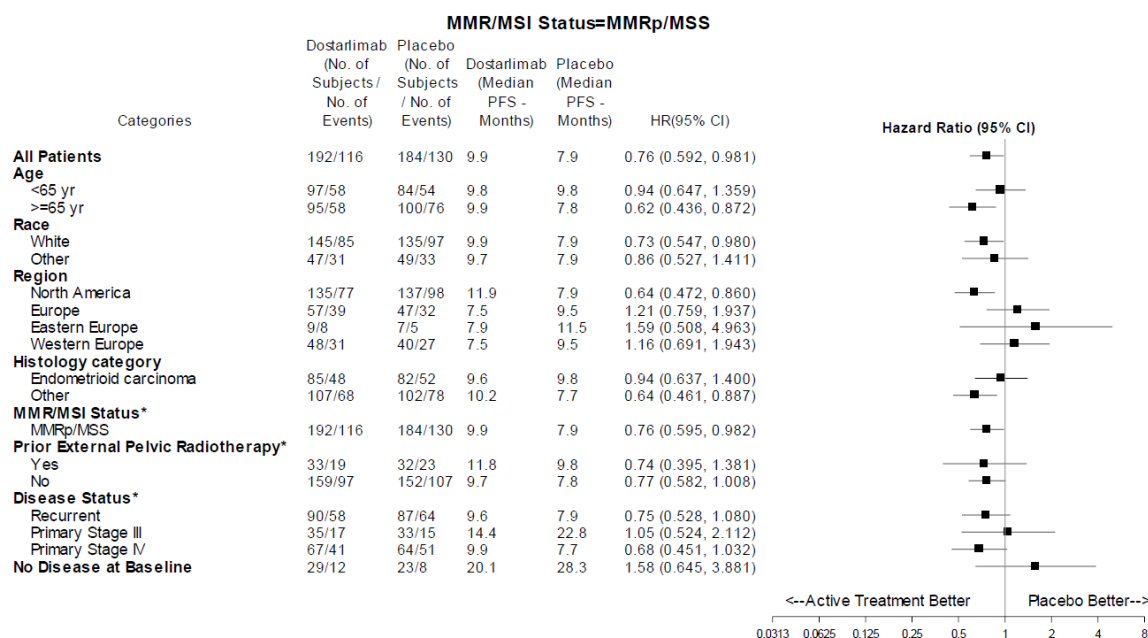 MMR/MSI Status=MMRp/MSS
Categories Dostarlimab (No. of Subjects / No. of Events) Placebo (No. of Subjects / No. of Events) Dostarlimab (Median PFS - Months) Placebo (Median PFS - Months) HR(95% CI) Hazard Ratio (95% CI)
All Patients 192/116 184/130 9.9 7.9 0.76 (0.592, 0.981)
Age
<65 yr 97/58 84/54 9.8 9.8 0.94 (0.647, 1.359)
>=65 yr 95/58 100/76 9.9 7.8 0.62 (0.436, 0.872)
Race
White 145/85 135/97 9.9 7.9 0.73 (0.547, 0.980)
Other 47/31 49/33 9.7 7.9 0.86 (0.527, 1.411)
Region
North America 135/77 137/98 11.9 7.9 0.64 (0.472, 0.860)
Europe 57/39 47/32 7.5 9.5 1.21 (0.759, 1.937)
Eastern Europe 9/8 7/5 7.9 11.5 1.59 (0.508, 4.963)
Western Europe 48/31 40/27 7.5 9.5 1.16 (0.691, 1.943)
Histology category
Endometrioid carcinoma 85/48 82/52 9.6 9.8 0.94 (0.637, 1.400)
Other 107/68 102/78 10.2 7.7 0.64 (0.461, 0.887)
MMR/MSI Status*
MMRp/MSS 192/116 184/130 9.9 7.9 0.76 (0.595, 0.982)
Prior External Pelvic Radiotherapy*
Yes 33/19 32/23 11.8 9.8 0.74 (0.395, 1.381)
No 159/97 152/107 9.7 7.8 0.77 (0.582, 1.008)
Disease Status*
Recurrent 90/58 87/64 9.6 7.9 0.75 (0.528, 1.080)
Primary Stage III 35/17 33/15 14.4 22.8 1.05 (0.524, 2.112)
Primary Stage IV 67/41 64/51 9.9 7.7 0.68 (0.451, 1.032)
No Disease at Baseline 29/12 23/8 20.1 28.3 1.58 (0.645, 3.881)
<--Active Treatment Better Placebo Better-->
0.0313 0.0625 0.125 0.25 0.5 1 2 4 8